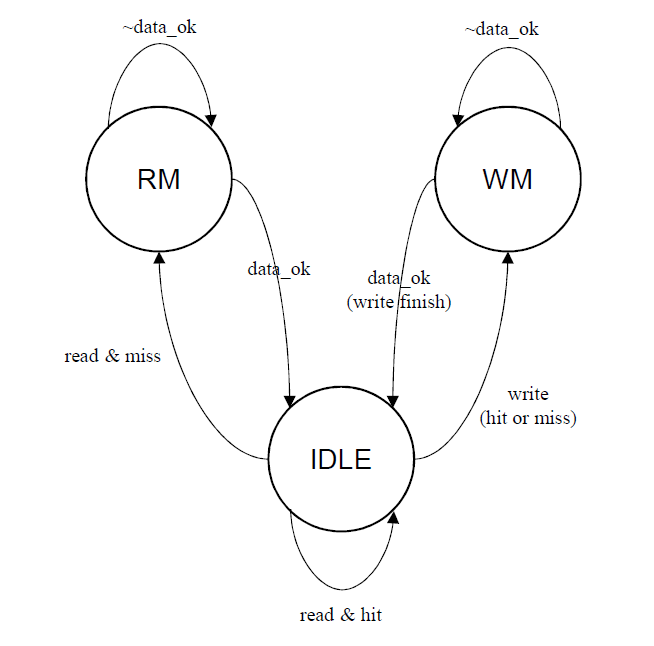 ~data_ok
~data_ok
RM
WM
data_ok
data_ok
(write finish)
read & miss
write
(hit or miss)
IDLE
read & hit